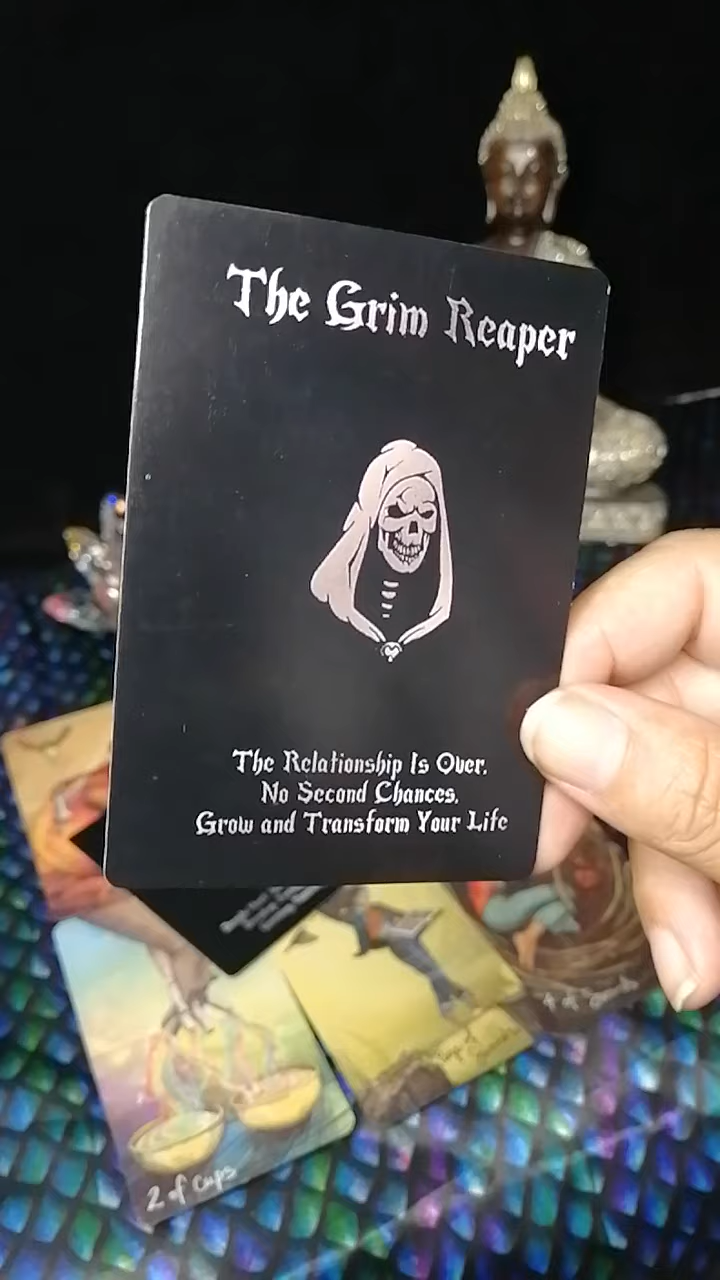 The Grim Reaper
The Relationship Is Over.
No Second Chances.
Grow and Transform Your Life
2 of Cups